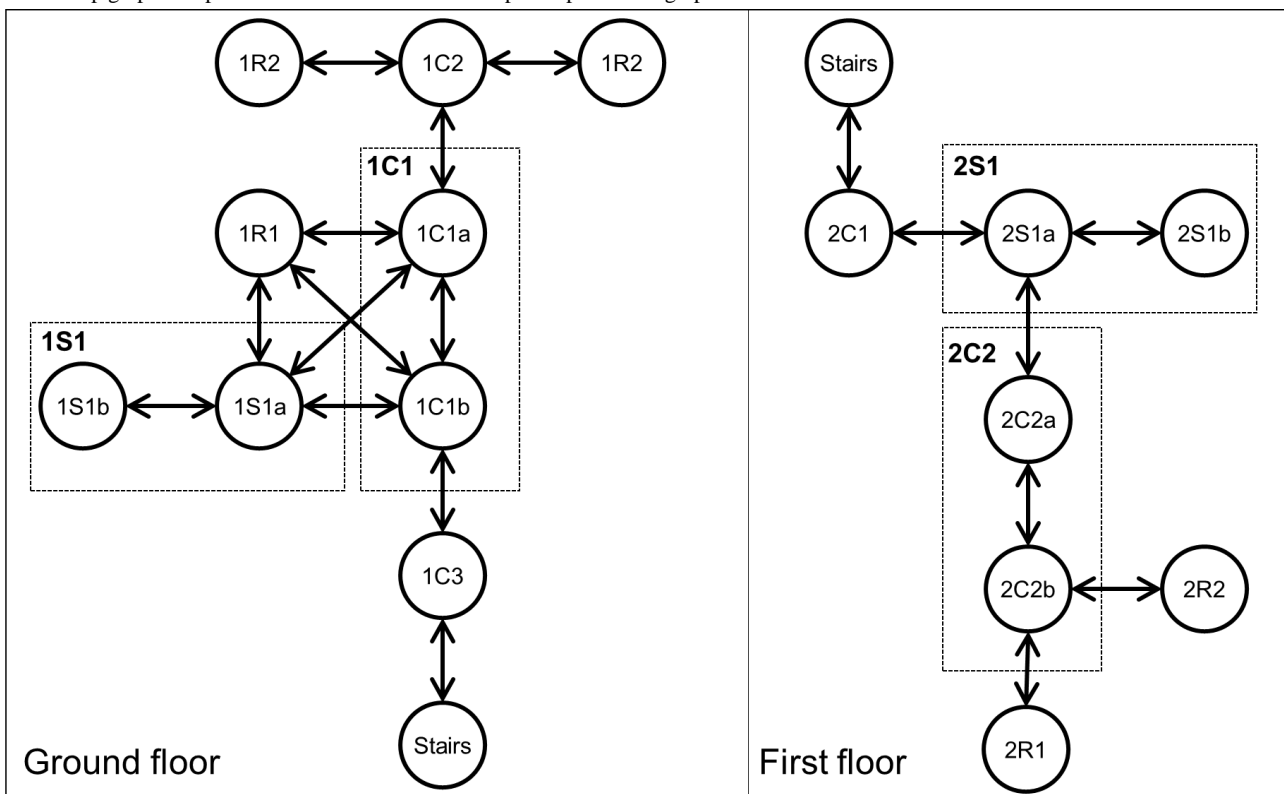 1R2 1C2 1R2
1C1
1R1 1C1a
1S1
1S1b 1S1a 1C1b
1C3
Stairs
Ground floor
Stairs
2S1
2C1 2S1a 2S1b
2C2
2C2a
2C2b 2R2
2R1
First floor